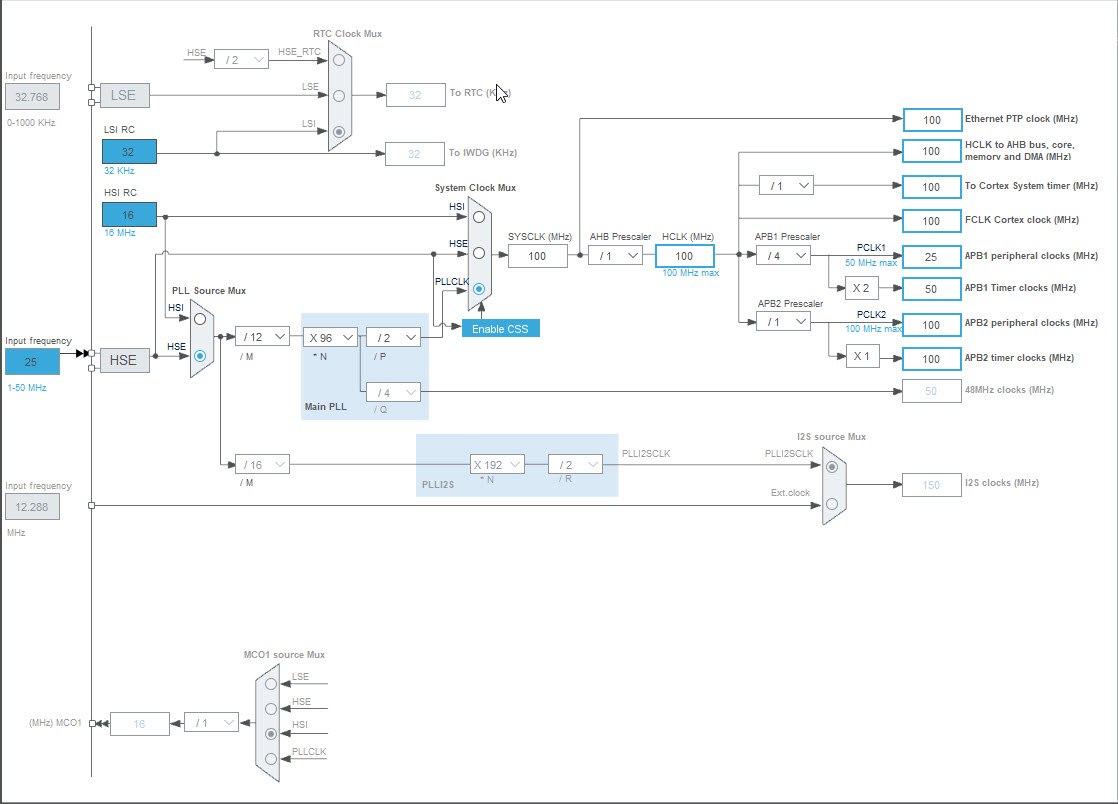 RTC Clock Mux
HSE
/ 2
HSE_RTC
Input frequency
32.768
0-1000 KHz
LSE
LSE
32
To RTC (K
LSI RC
LSI
32
32 KHz
32
To IWDG (KHz)
HSI RC
16
16 MHz
System Clock Mux
HSI
HSE
PLLCLK
SYSCLK (MHz)
100
AHB Prescaler
/ 1
HCLK (MHz)
100
100 MHz max
Enable CSS
100
Ethernet PTP clock (MHz)
100
HCLK to AHB bus, core,
memory and DMA (MHz)
/ 1
100
To Cortex System timer (MHz)
100
FCLK Cortex clock (MHz)
APB1 Prescaler
/ 4
PCLK1
50 MHz max
25
APB1 peripheral clocks (MHz)
X 2
50
APB1 Timer clocks (MHz)
APB2 Prescaler
/ 1
PCLK2
100 MHz max
100
APB2 peripheral clocks (MHz)
X 1
100
APB2 timer clocks (MHz)
PLL Source Mux
HSI
HSE
Input frequency
25
1-50 MHz
HSE
/ 12
/ M
X 96
* N
/ 2
/ P
/ 4
/ Q
Main PLL
50
48MHz clocks (MHz)
/ 16
/ M
X 192
* N
/ 2
/ R
PLLI2S
PLLI2SCLK
I2S source Mux
PLLI2SCLK
Ext.clock
150
I2S clocks (MHz)
Input frequency
12.288
MHz
MCO1 source Mux
LSE
HSE
HSI
PLLCLK
(MHz) MCO1
16
/ 1